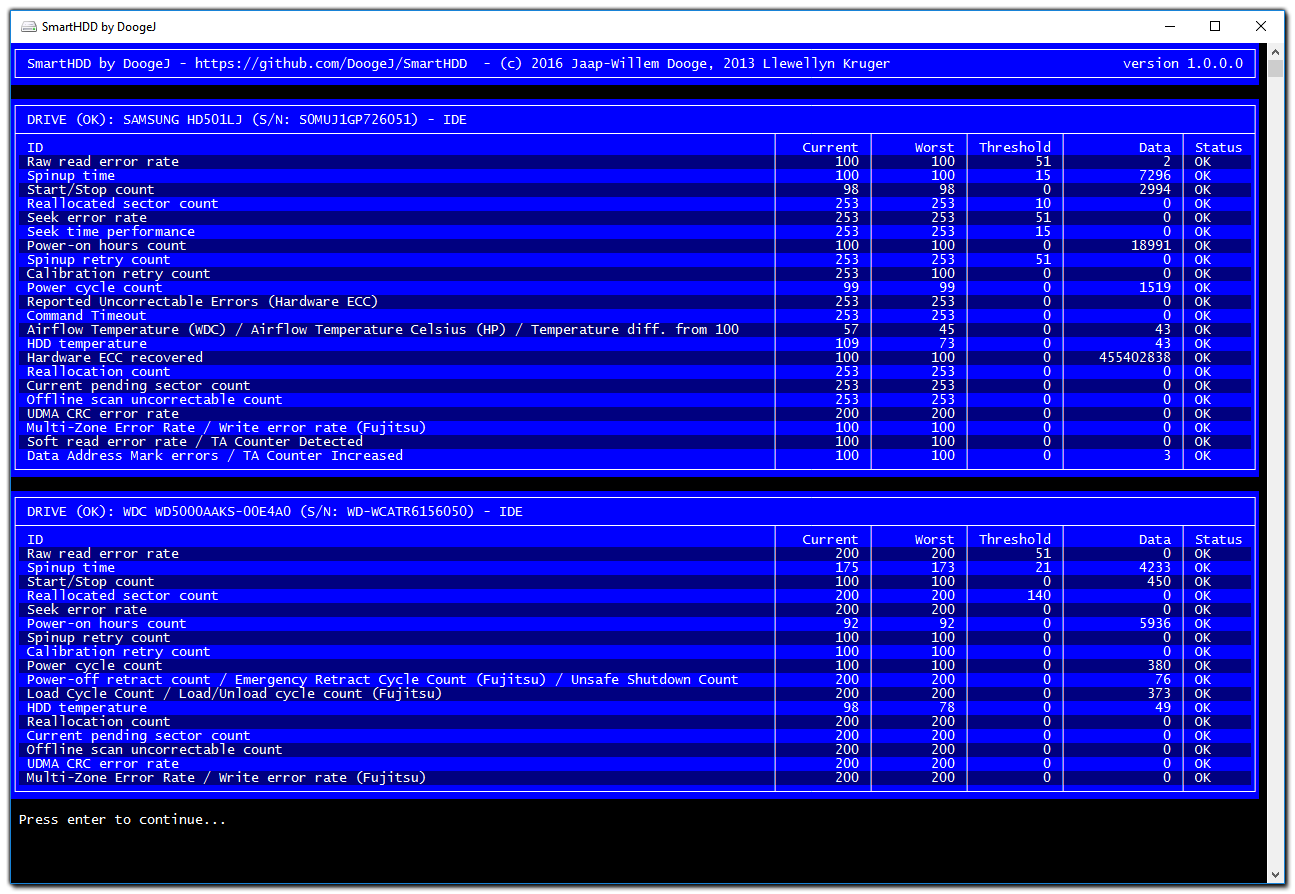 SmartHDD by DoogeJ
SmartHDD by DoogeJ - https://github.com/DoogeJ/SmartHDD - (c) 2016 Jaap-Willem Dooge, 2013 Llewellyn Kruger version 1.0.0.0
DRIVE (OK): SAMSUNG HD501LJ (S/N: S0MUJ1GP726051) - IDE
ID Current Worst Threshold Data Status
Raw read error rate 100 100 51 2 OK
Spinup time 100 100 15 7296 OK
Start/Stop count 98 98 0 2994 OK
Reallocated sector count 253 253 10 0 OK
Seek error rate 253 253 51 0 OK
Seek time performance 253 253 15 0 OK
Power-on hours count 100 100 0 18991 OK
Spinup retry count 253 253 51 0 OK
Calibration retry count 253 100 0 0 OK
Power cycle count 99 99 0 1519 OK
Reported Uncorrectable Errors (Hardware ECC) 253 253 0 0 OK
Command Timeout 253 253 0 0 OK
Airflow Temperature (WDC) / Airflow Temperature Celsius (HP) / Temperature diff. from 100 57 45 0 43 OK
HDD temperature 109 73 0 43 OK
Hardware ECC recovered 100 100 0 455402838 OK
Reallocation count 253 253 0 0 OK
Current pending sector count 253 253 0 0 OK
Offline scan uncorrectable count 253 253 0 0 OK
UDMA CRC error rate 200 200 0 0 OK
Multi-Zone Error Rate / Write error rate (Fujitsu) 100 100 0 0 OK
Soft read error rate / TA Counter Detected 100 100 0 0 OK
Data Address Mark errors / TA Counter Increased 100 100 0 3 OK
DRIVE (OK): WDC WD5000AAKS-00E4A0 (S/N: WD-WCATR6156050) - IDE
ID Current Worst Threshold Data Status
Raw read error rate 200 200 51 0 OK
Spinup time 175 173 21 4233 OK
Start/Stop count 100 100 0 450 OK
Reallocated sector count 200 200 140 0 OK
Seek error rate 200 200 0 0 OK
Power-on hours count 92 92 0 5936 OK
Spinup retry count 100 100 0 0 OK
Calibration retry count 100 100 0 0 OK
Power cycle count 100 100 0 380 OK
Power-off retract count / Emergency Retract Cycle Count (Fujitsu) / Unsafe Shutdown Count 200 200 0 76 OK
Load Cycle Count / Load/Unload cycle count (Fujitsu) 200 200 0 373 OK
HDD temperature 98 78 0 49 OK
Reallocation count 200 200 0 0 OK
Current pending sector count 200 200 0 0 OK
Offline scan uncorrectable count 200 200 0 0 OK
UDMA CRC error rate 200 200 0 0 OK
Multi-Zone Error Rate / Write error rate (Fujitsu) 200 200 0 0 OK
Press enter to continue...